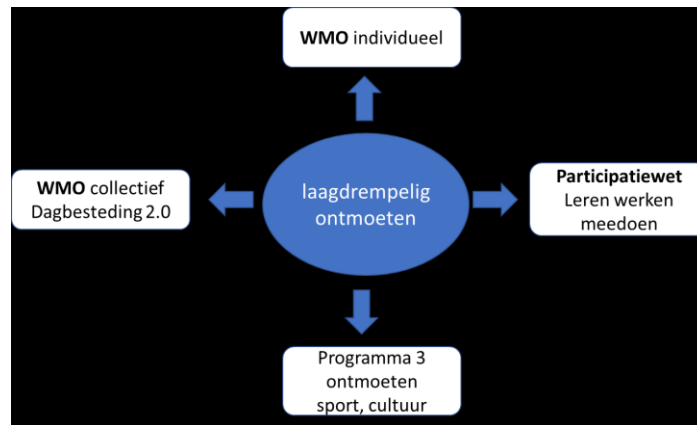 WMO individueel
WMO collectief
Dagbesteding 2.0
laagdrempelig
ontmoeten
Participatiewet
Leren werken
meedoen
Programma 3
ontmoeten
sport, cultuur